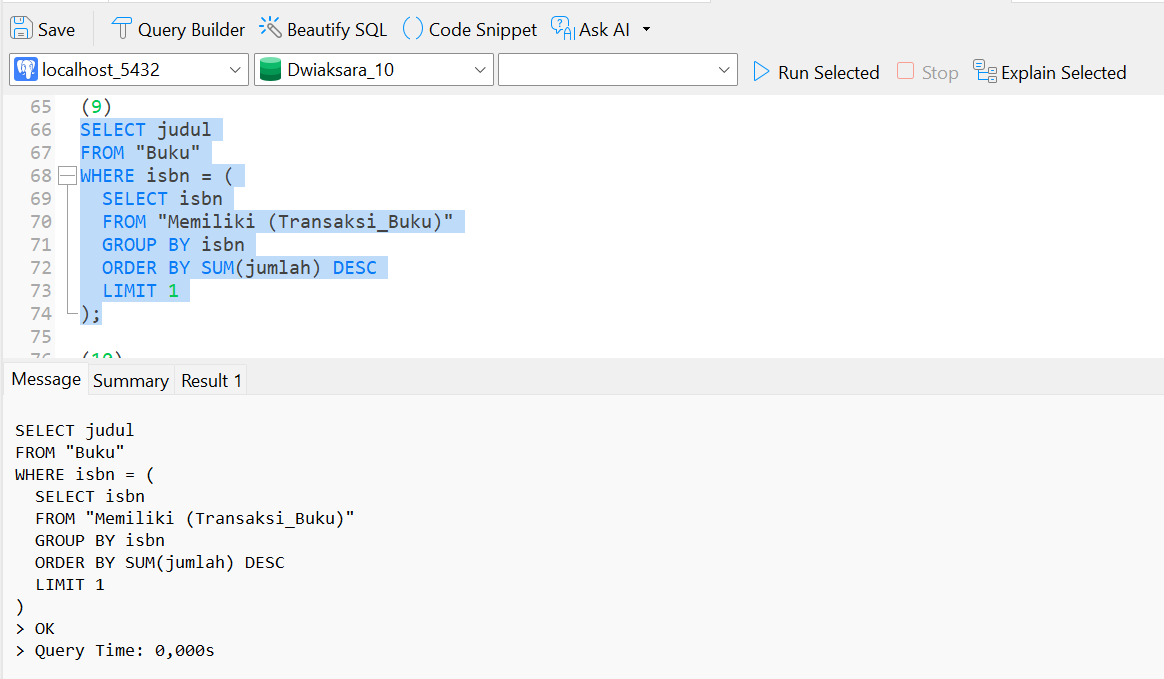 Save Query Builder Beautify SQL () Code Snippet Ask AI
localhost_5432 Dwiaksara_10 Run Selected Stop Explain Selected
65 (9)
66 SELECT judul
67 FROM "Buku"
68 WHERE isbn = (
69 SELECT isbn
70 FROM "Memiliki (Transaksi_Buku)"
71 GROUP BY isbn
72 ORDER BY SUM(jumlah) DESC
73 LIMIT 1
74 );
75
76 (10)
Message Summary Result 1
SELECT judul
FROM "Buku"
WHERE isbn = (
SELECT isbn
FROM "Memiliki (Transaksi_Buku)"
GROUP BY isbn
ORDER BY SUM(jumlah) DESC
LIMIT 1
)
> OK
> Query Time: 0,000s